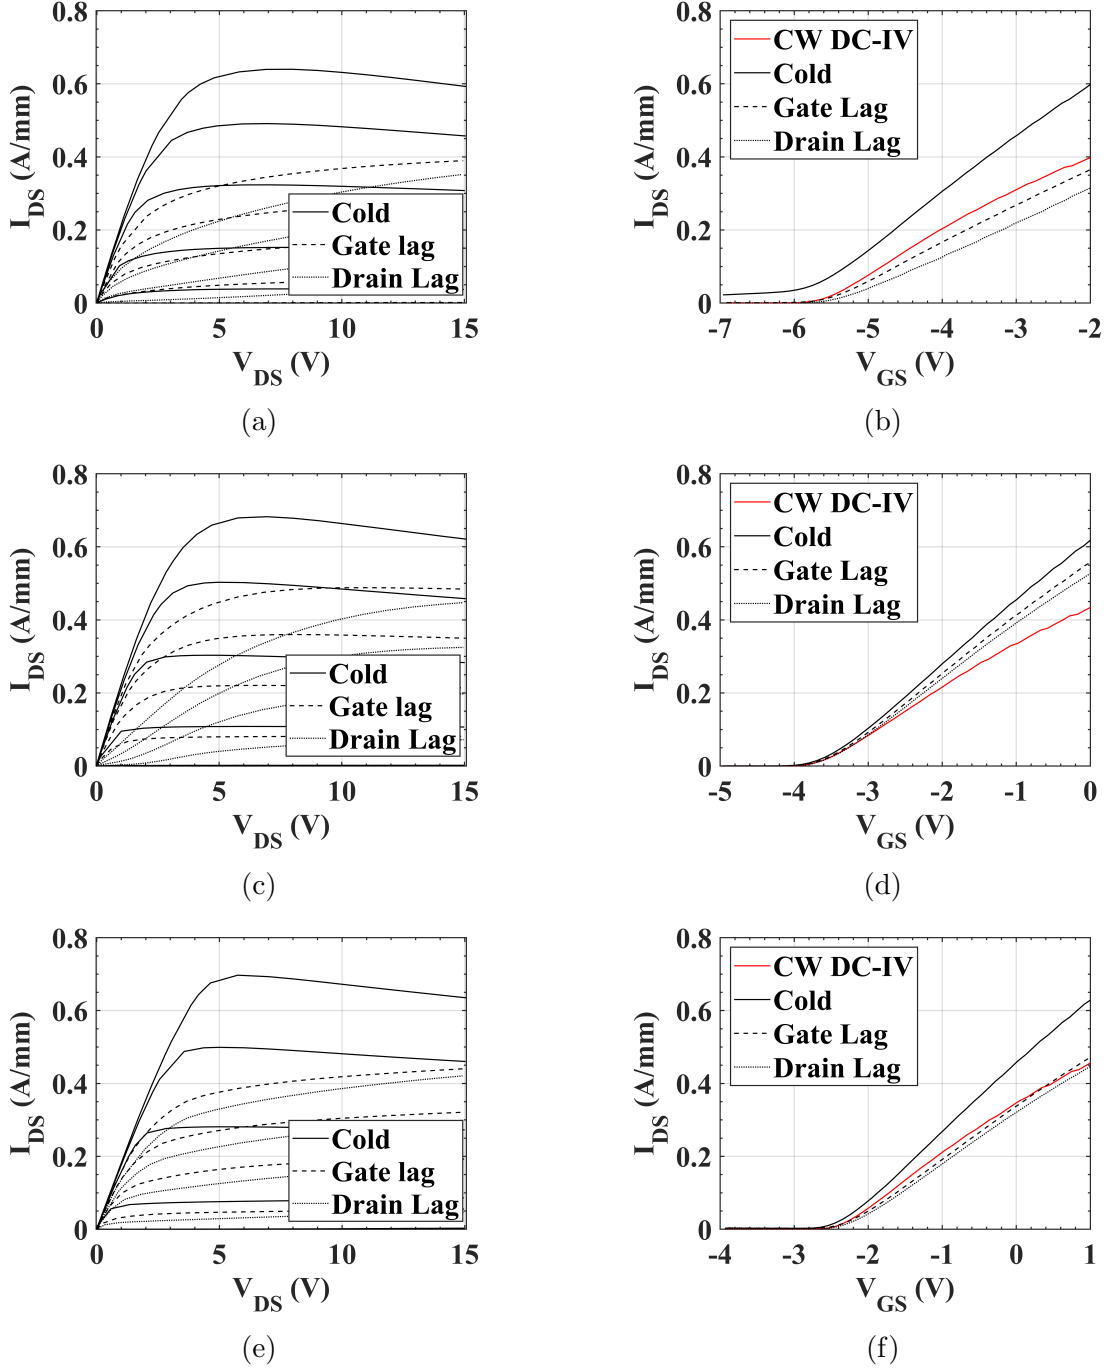 0.8
0.6
0.4
0.2
0
I_DS (A/mm)
Cold
Gate lag
Drain Lag
0 5 10 15
V_DS (V)
(a)
0.8
0.6
0.4
0.2
0
I_DS (A/mm)
CW DC-IV
Cold
Gate Lag
Drain Lag
-7 -6 -5 -4 -3 -2
V_GS (V)
(b)
0.8
0.6
0.4
0.2
0
I_DS (A/mm)
Cold
Gate lag
Drain Lag
0 5 10 15
V_DS (V)
(c)
0.8
0.6
0.4
0.2
0
I_DS (A/mm)
CW DC-IV
Cold
Gate Lag
Drain Lag
-5 -4 -3 -2 -1 0
V_GS (V)
(d)
0.8
0.6
0.4
0.2
0
I_DS (A/mm)
Cold
Gate lag
Drain Lag
0 5 10 15
V_DS (V)
(e)
0.8
0.6
0.4
0.2
0
I_DS (A/mm)
CW DC-IV
Cold
Gate Lag
Drain Lag
-4 -3 -2 -1 0 1
V_GS (V)
(f)